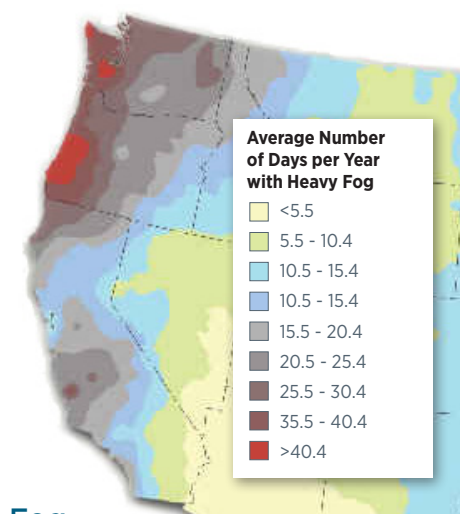 Average Number
of Days per Year
with Heavy Fog
<5.5
5.5 - 10.4
10.5 - 15.4
10.5 - 15.4
15.5 - 20.4
20.5 - 25.4
25.5 - 30.4
35.5 - 40.4
>40.4